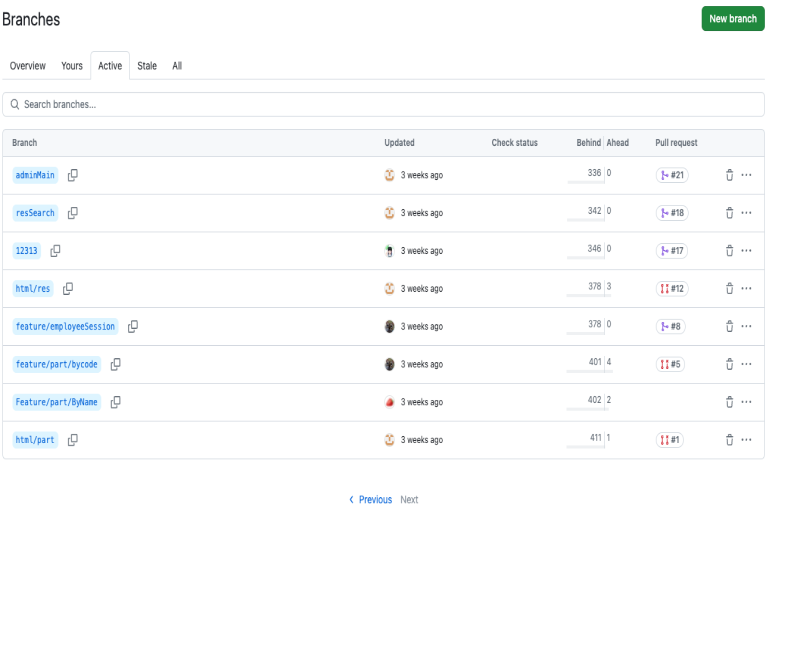 Branches
New branch
Overview Yours Active Stale All
Search branches...
Branch Updated Check status Behind Ahead Pull request
adminMain 3 weeks ago 336 0 #21
resSearch 3 weeks ago 342 0 #18
12313 3 weeks ago 346 0 #17
html/res 3 weeks ago 378 3 #12
feature/employeeSession 3 weeks ago 378 0 #8
feature/part/bycode 3 weeks ago 401 4 #5
Feature/part/ByName 3 weeks ago 402 2
html/part 3 weeks ago 411 1 #1
Previous Next